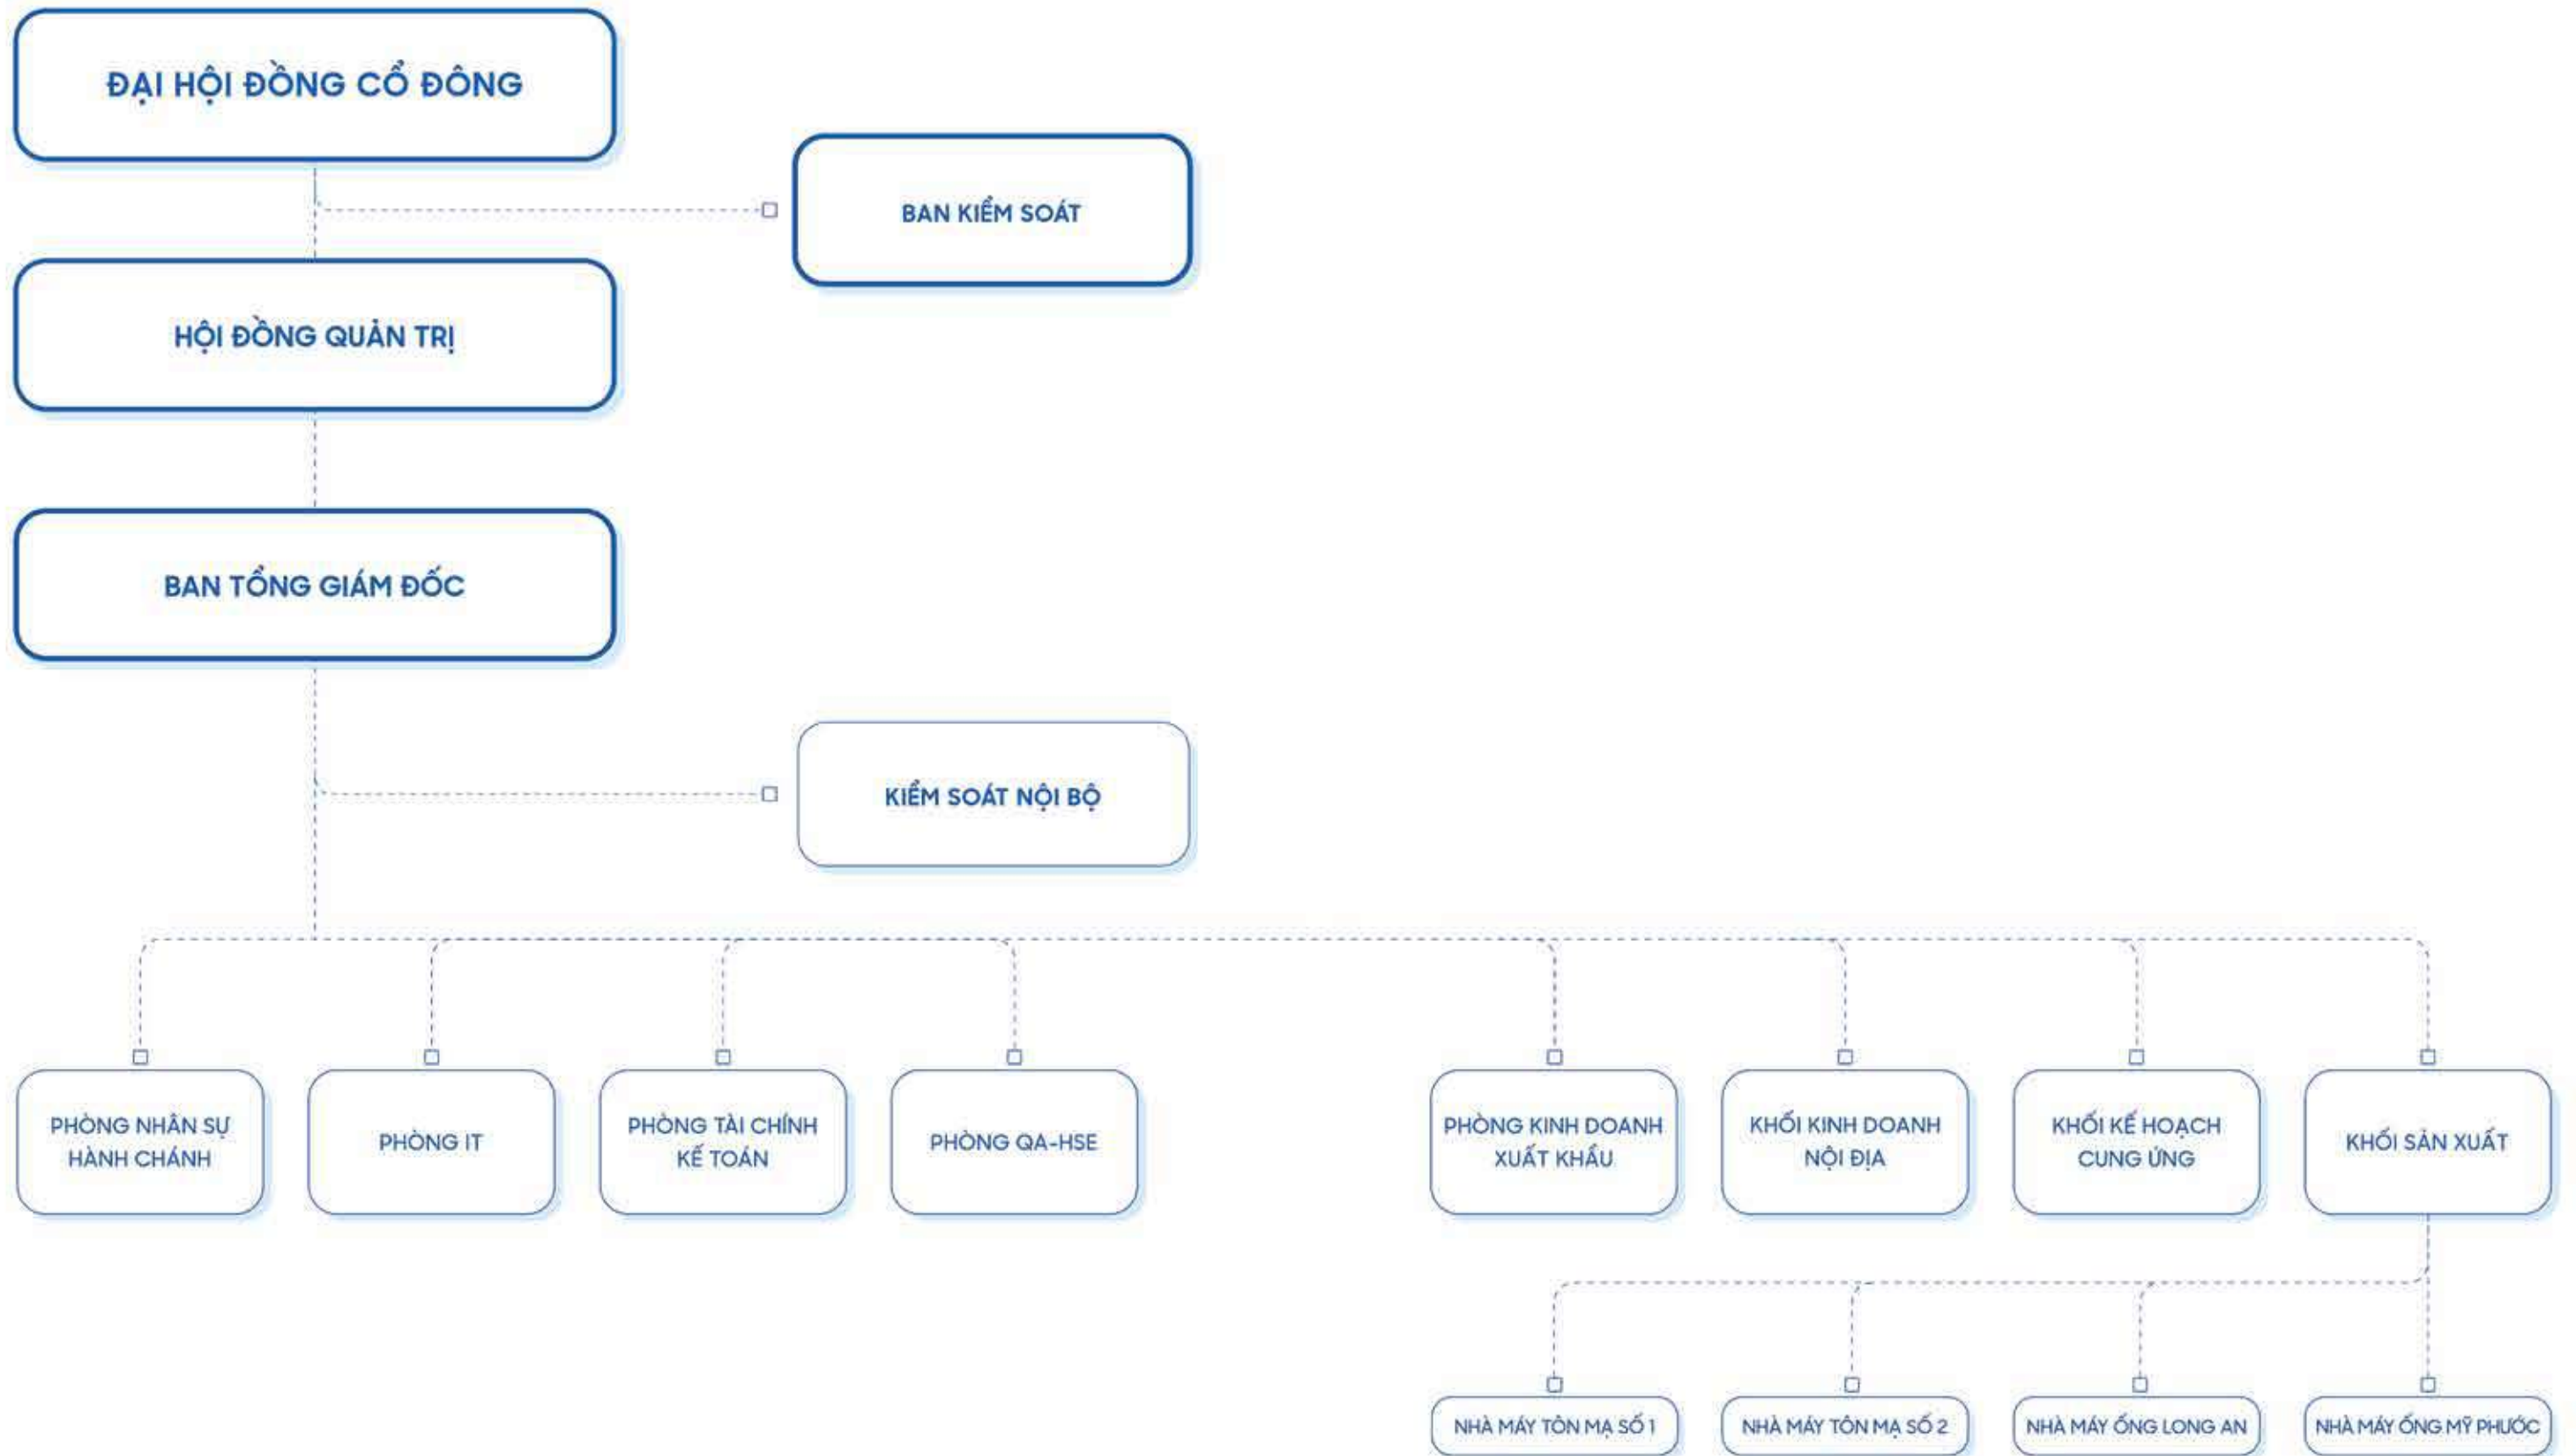 ĐẠI HỘI ĐỒNG CỔ ĐÔNG
BAN KIỂM SOÁT
HỘI ĐỒNG QUẢN TRỊ
BAN TỔNG GIÁM ĐỐC
KIỂM SOÁT NỘI BỘ
PHÒNG NHÂN SỰ
HÀNH CHÁNH
PHÒNG IT
PHÒNG TÀI CHÍNH
KẾ TOÁN
PHÒNG QA-HSE
PHÒNG KINH DOANH
XUẤT KHẨU
KHỐI KINH DOANH
NỘI ĐỊA
KHỐI KẾ HOẠCH
CUNG ỨNG
KHỐI SẢN XUẤT
NHÀ MÁY TÔN MẠ SỐ 1
NHÀ MÁY TÔN MẠ SỐ 2
NHÀ MÁY ỐNG LONG AN
NHÀ MÁY ỐNG MỸ PHƯỚC